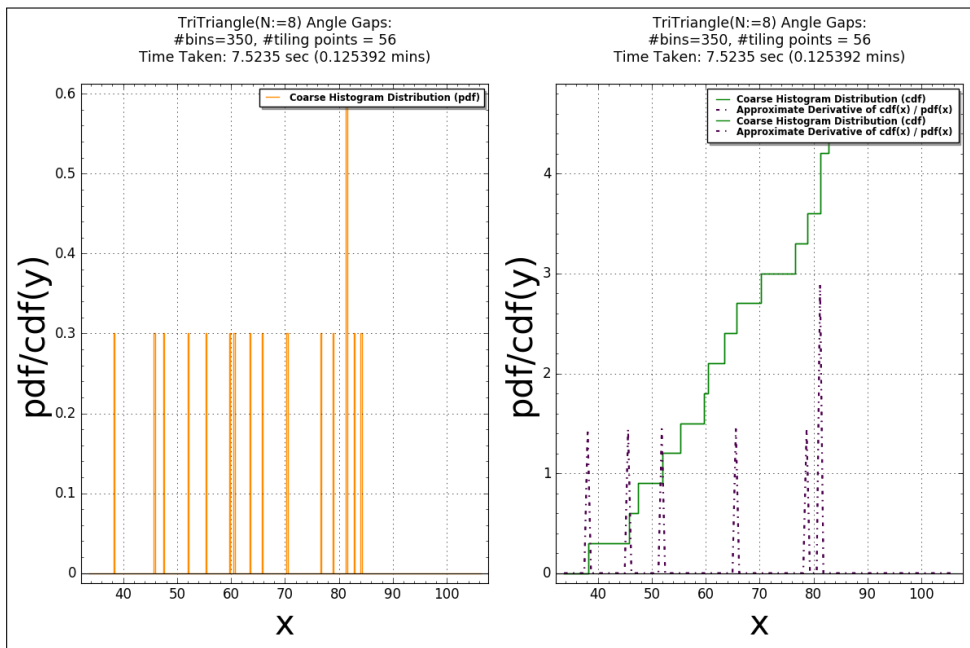 TriTriangle(N:=8) Angle Gaps:
#bins=350, #tiling points = 56
Time Taken: 7.5235 sec (0.125392 mins)
Coarse Histogram Distribution (pdf)
0.6
0.5
0.4
0.3
0.2
0.1
0
pdf/cdf(y)
40 50 60 70 80 90 100
x
TriTriangle(N:=8) Angle Gaps:
#bins=350, #tiling points = 56
Time Taken: 7.5235 sec (0.125392 mins)
Coarse Histogram Distribution (cdf)
Approximate Derivative of cdf(x) / pdf(x)
Coarse Histogram Distribution (cdf)
Approximate Derivative of cdf(x) / pdf(x)
4
3
2
1
0
pdf/cdf(y)
40 50 60 70 80 90 100
x